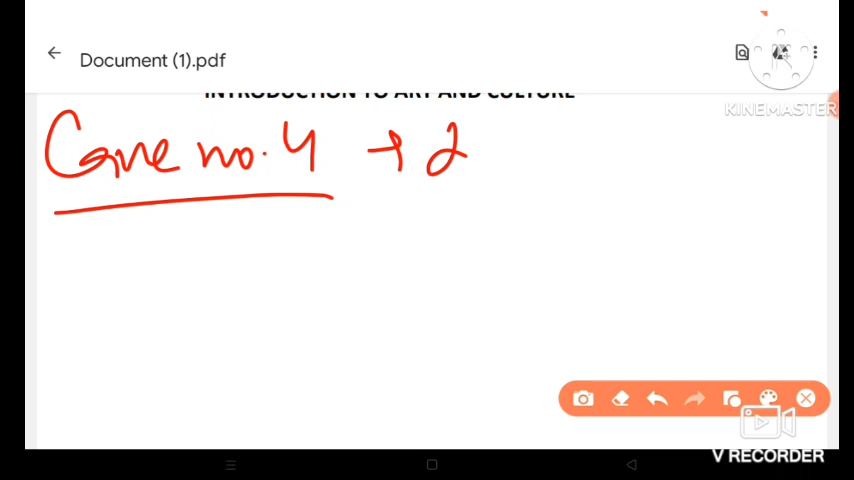 Document (1).pdf
KINEMASTER
INTRODUCTION TO ART AND CULTURE
Cave no. 4 → 2
V RECORDER